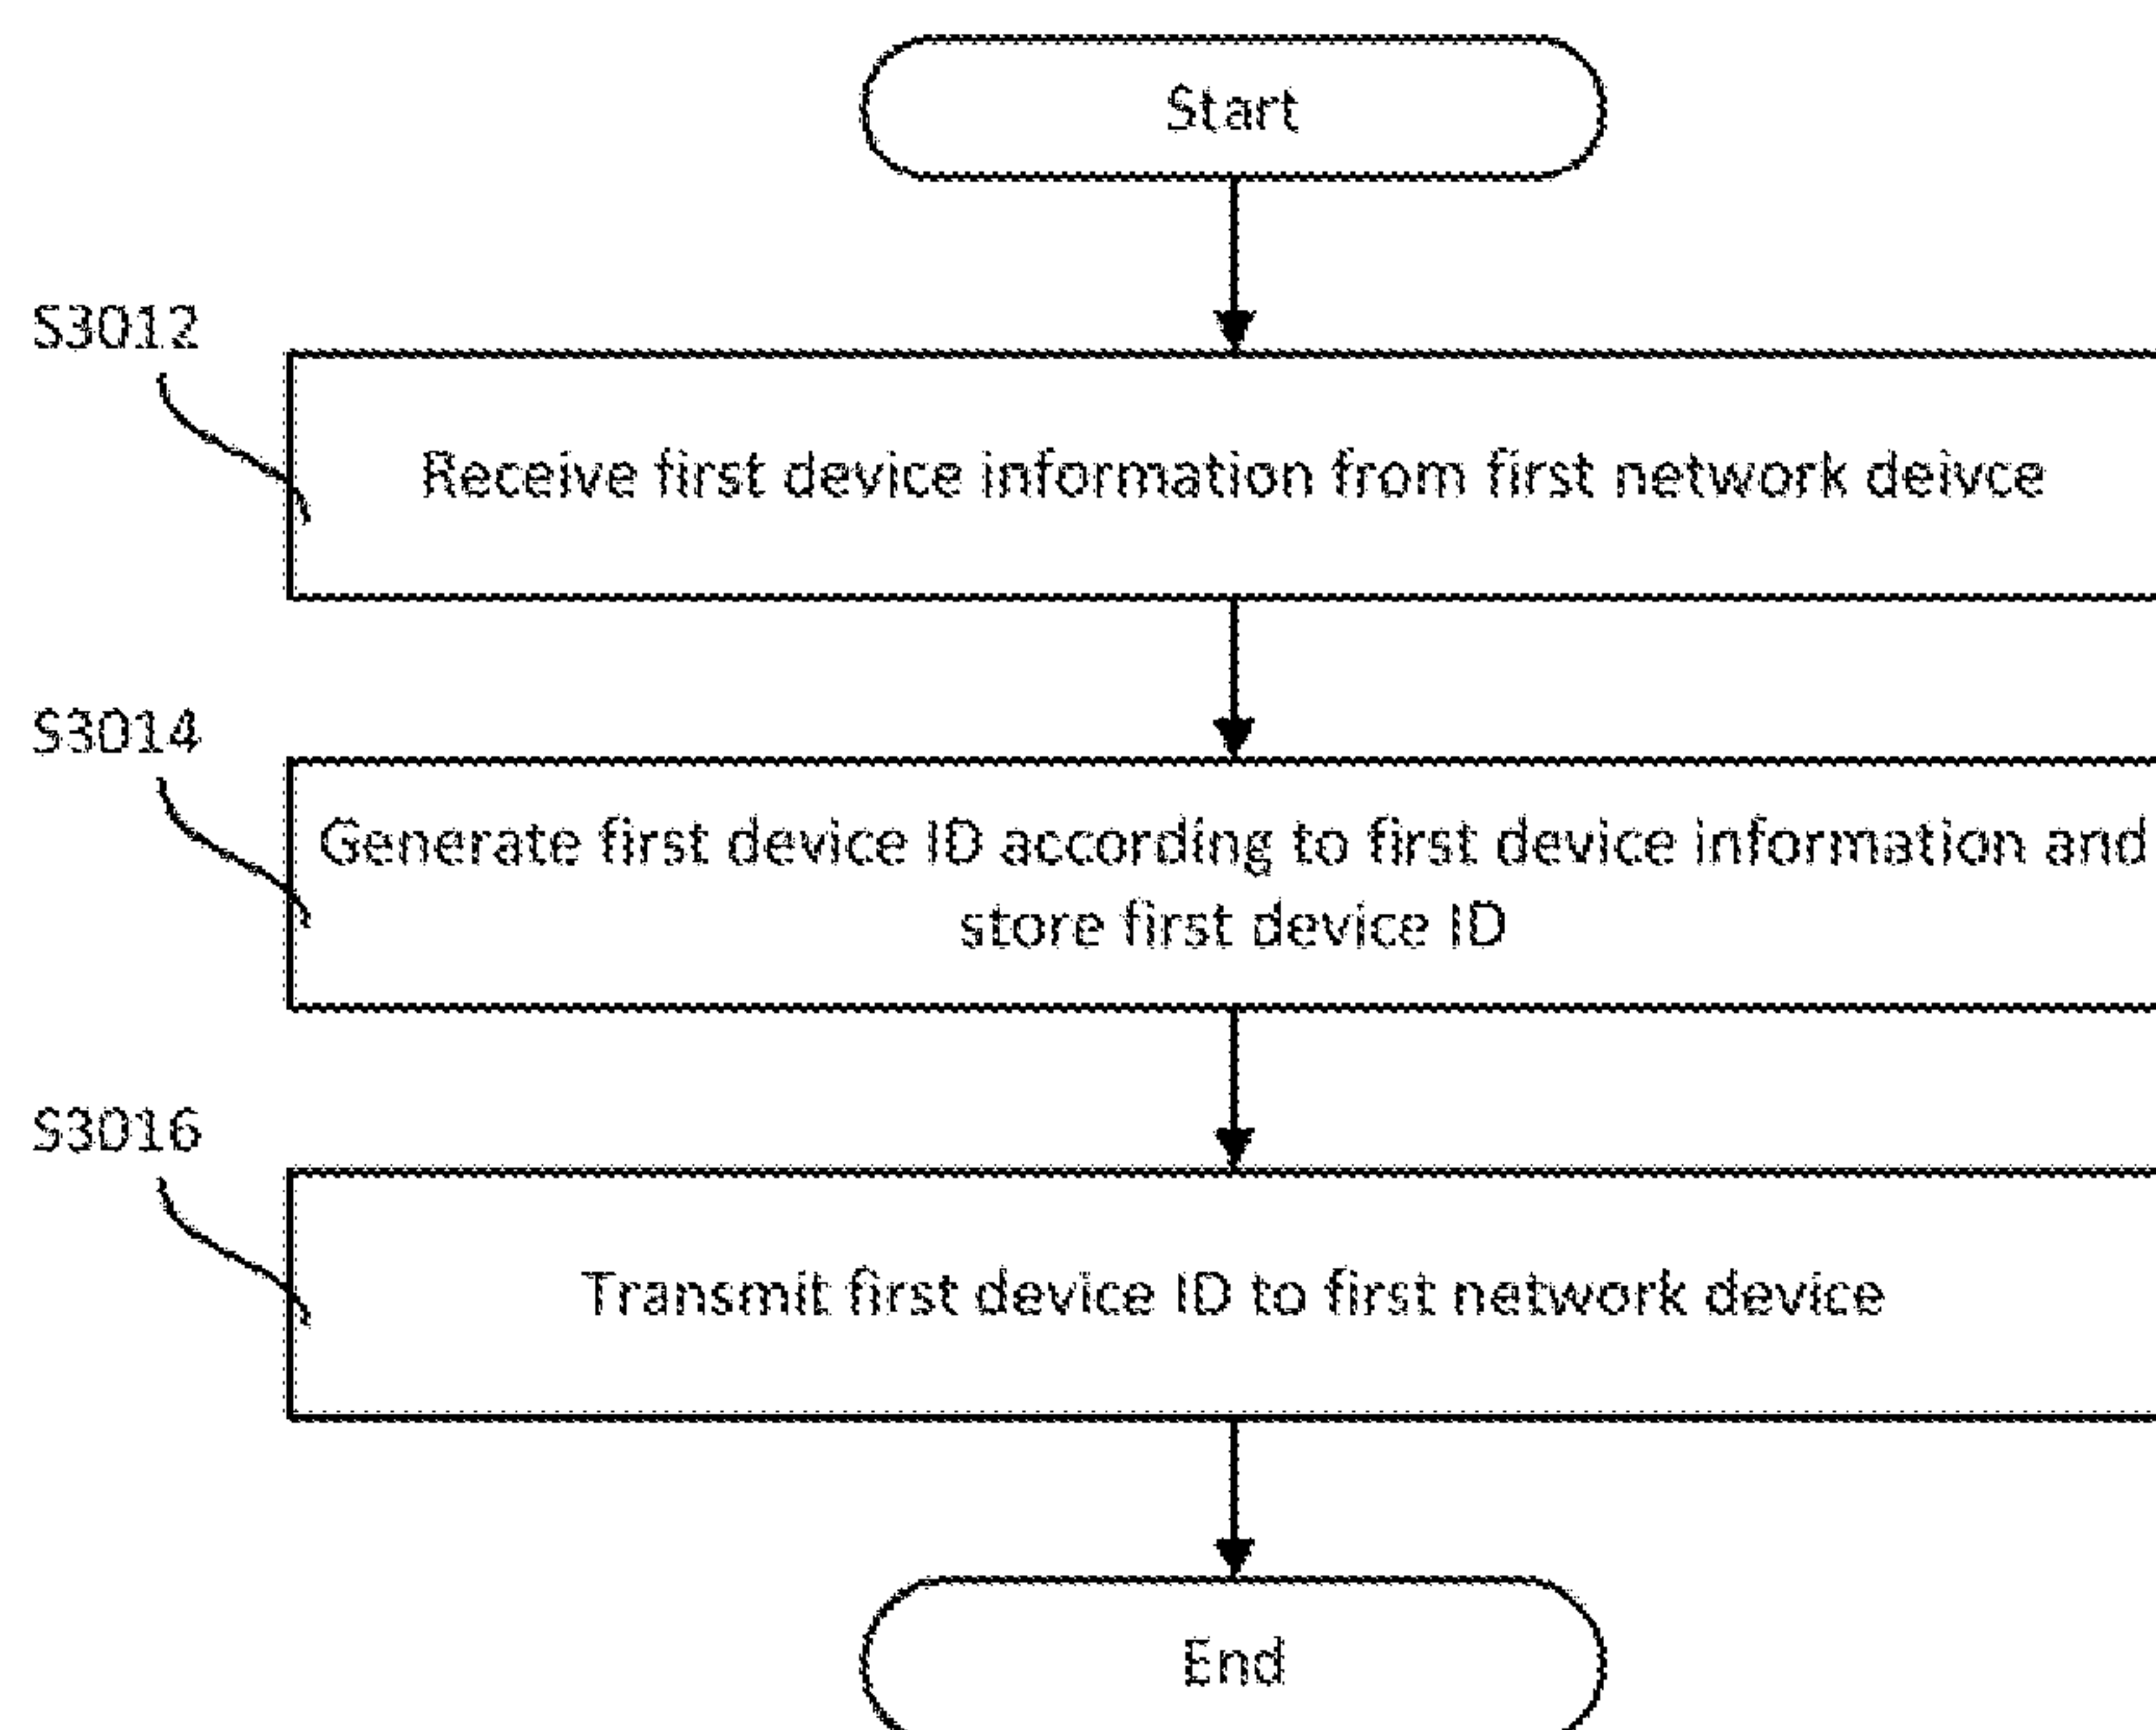 Start
S3012
Receive first device information from first network deivce
S3014
Generate first device ID according to first device information and
store first device ID
S3016
Transmit first device ID to first network device
End